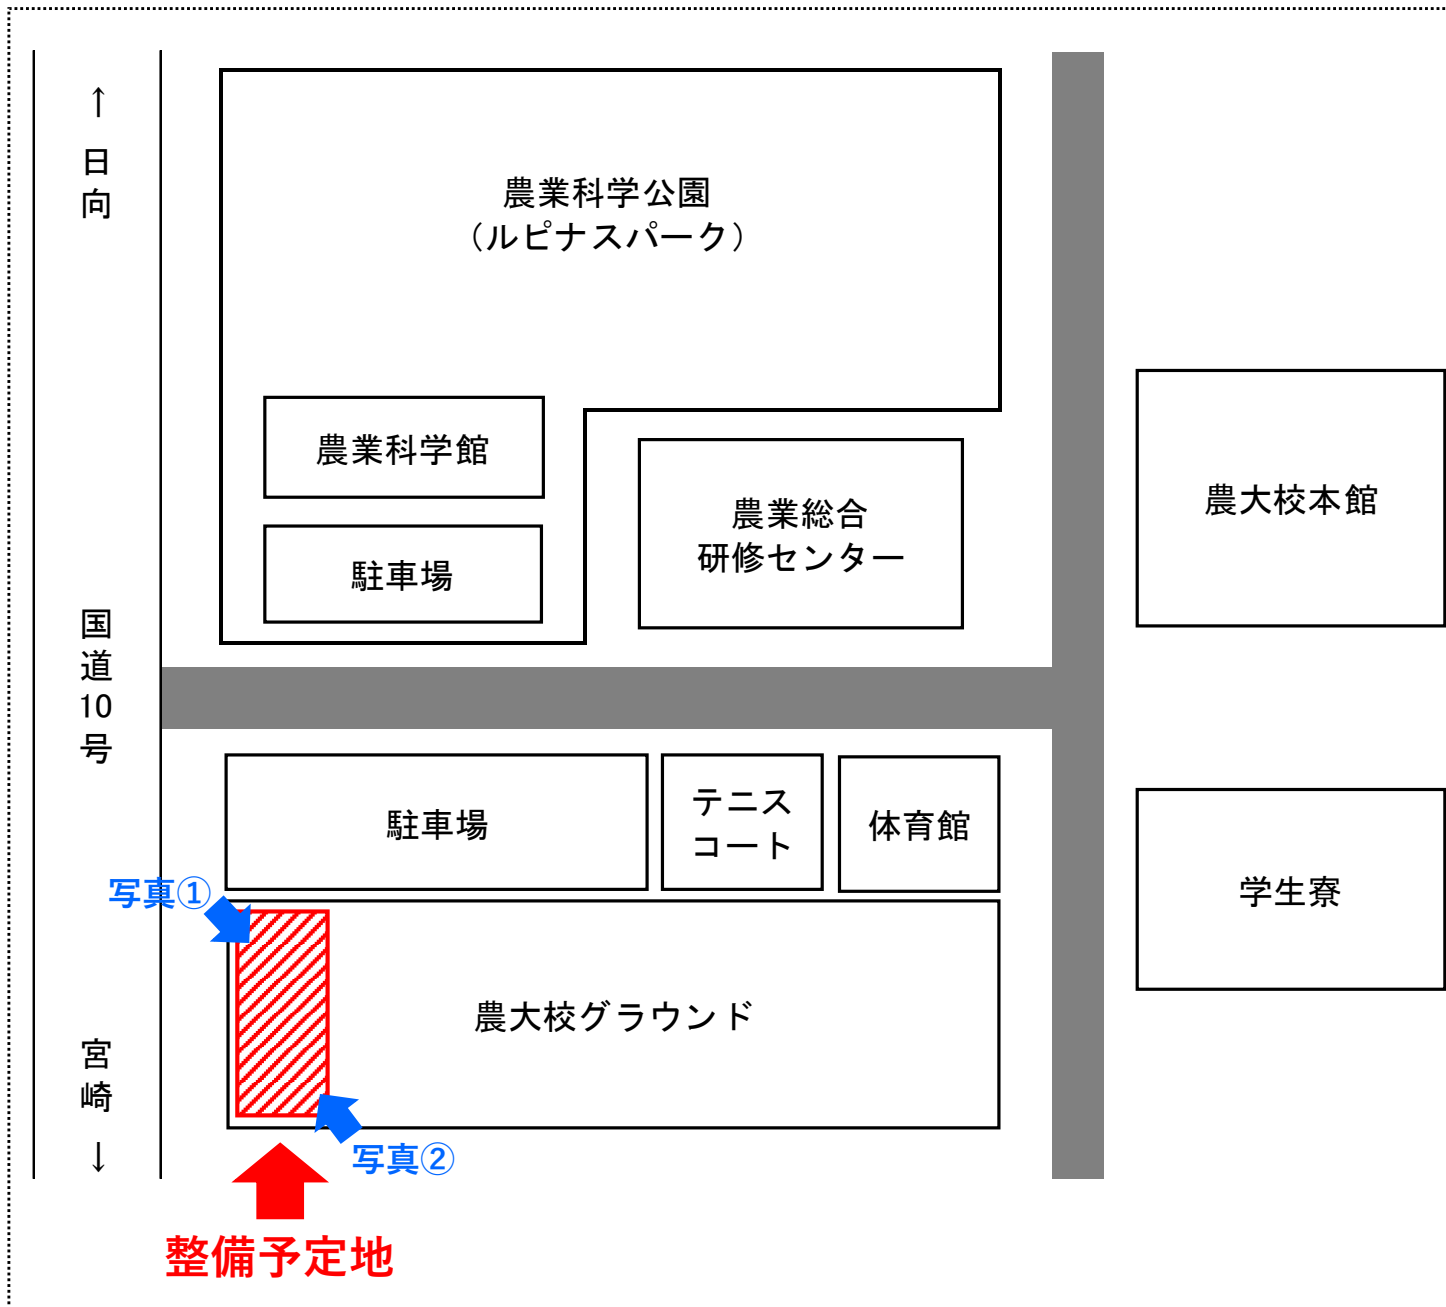 ↑日向
国道10号
宮崎↓
農業科学公園
（ルピナスパーク）
農業科学館
駐車場
農業総合
研修センター
農大校本館
駐車場
テニス
コート
体育館
学生寮
写真①
農大校グラウンド
写真②
整備予定地